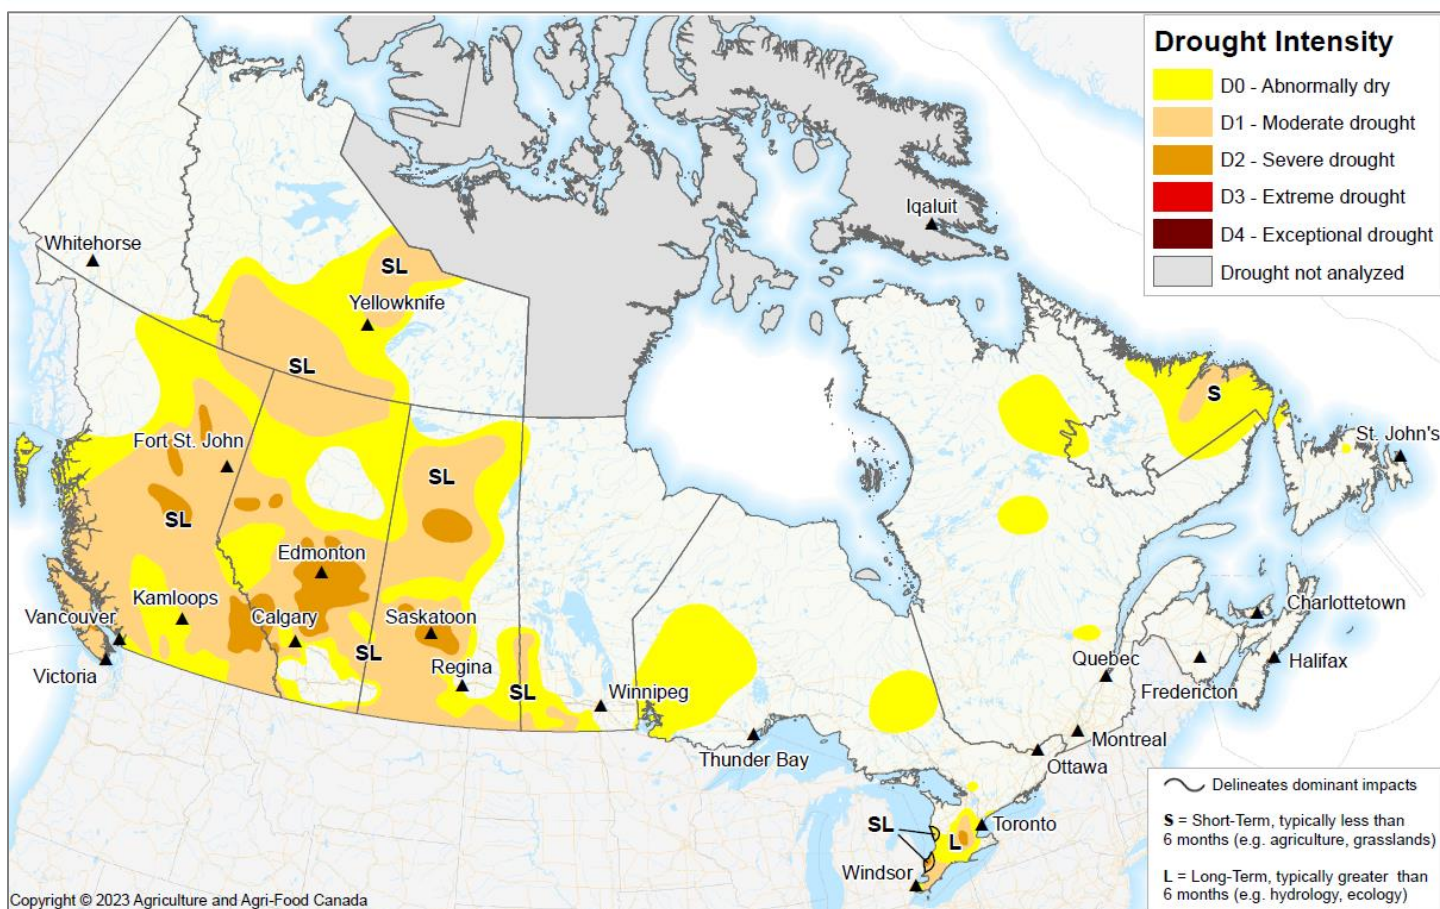 Drought Intensity
D0 - Abnormally dry
D1 - Moderate drought
D2 - Severe drought
D3 - Extreme drought
D4 - Exceptional drought
Drought not analyzed
Iqaluit
Whitehorse
SL
Yellowknife
SL
S
Fort St. John
St. John's
SL
SL
Edmonton
Kamloops
Charlottetown
Vancouver
Calgary
Saskatoon
SL
Quebec
Halifax
Victoria
Regina
Fredericton
SL
Winnipeg
Montreal
Thunder Bay
Ottawa
SL
Toronto
L
Windsor
Delineates dominant impacts
S = Short-Term, typically less than
6 months (e.g. agriculture, grasslands)
L = Long-Term, typically greater than
6 months (e.g. hydrology, ecology)
Copyright © 2023 Agriculture and Agri-Food Canada